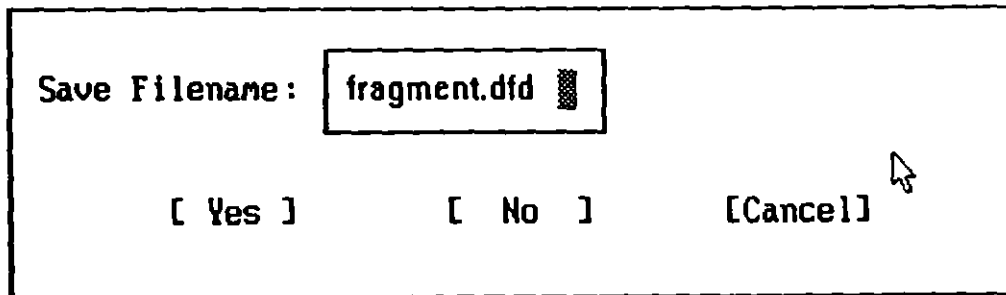 Save Filename: fragment.dfd
[ Yes ] [ No ] [Cancel]